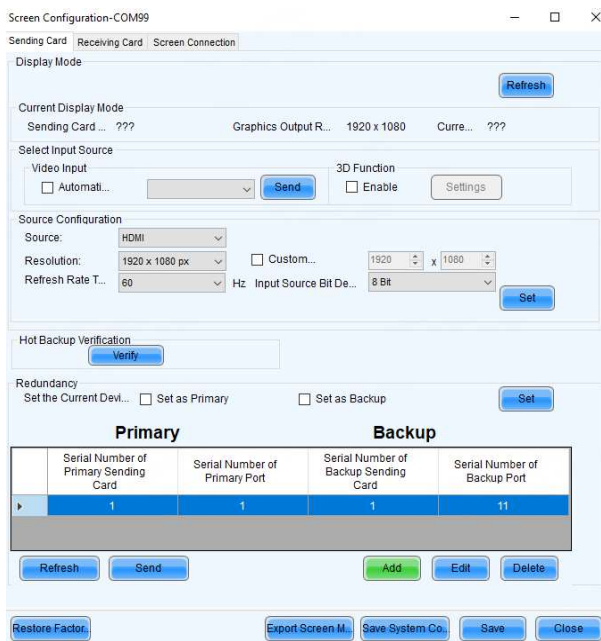 Screen Configuration-COM99
Sending Card Receiving Card Screen Connection
Display Mode
Refresh
Current Display Mode
Sending Card ... ??? Graphics Output R... 1920 x 1080 Curre... ???
Select Input Source
Video Input 3D Function
Automati... Send Enable Settings
Source Configuration
Source: HDMI
Resolution: 1920 x 1080 px Custom... 1920 x 1080
Refresh Rate T... 60 Hz Input Source Bit De... 8 Bit
Set
Hot Backup Verification
Verify
Redundancy
Set the Current Devi... Set as Primary Set as Backup Set
Primary Backup
Serial Number of Primary Sending Card Serial Number of Primary Port Serial Number of Backup Sending Card Serial Number of Backup Port
1 1 1 11
Refresh Send Add Edit Delete
Restore Factor... Export Screen M... Save System Co... Save Close